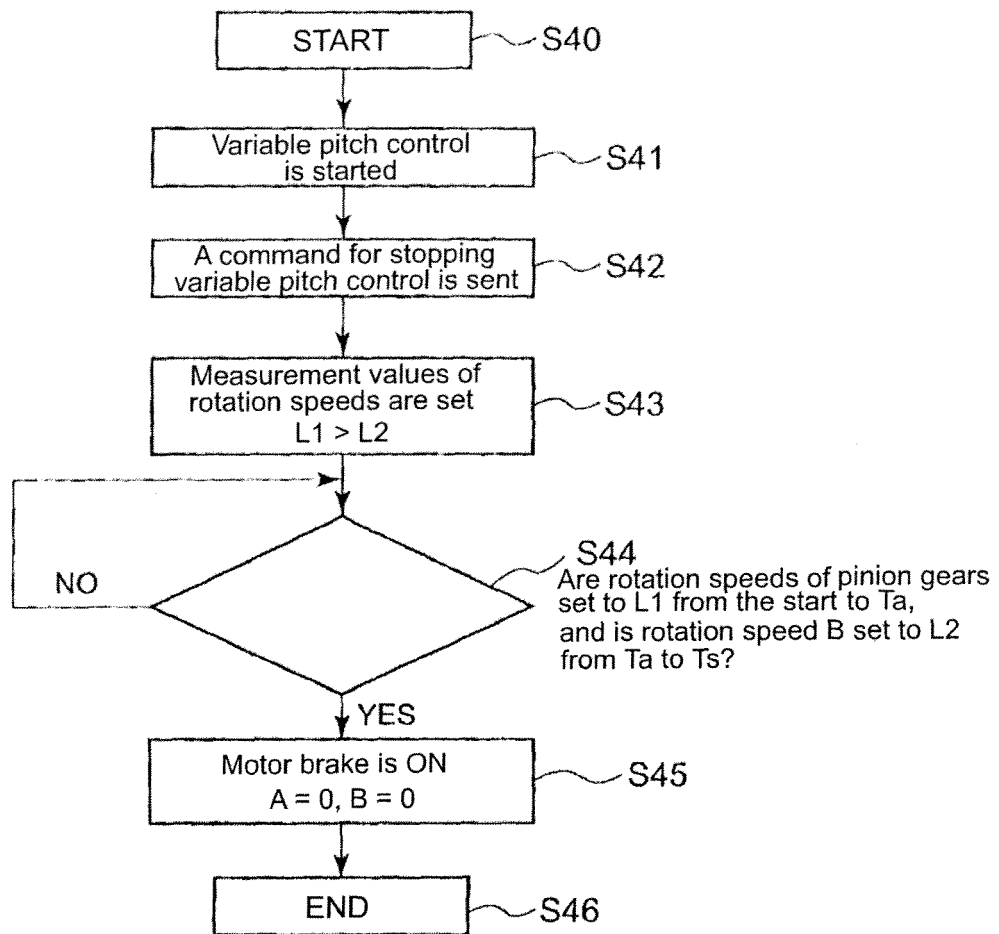 START
S40
Variable pitch control
is started
S41
A command for stopping
variable pitch control is sent
S42
Measurement values of
rotation speeds are set
L1 > L2
S43
S44
Are rotation speeds of pinion gears
set to L1 from the start to Ta,
and is rotation speed B set to L2
from Ta to Ts?
NO
YES
Motor brake is ON
A = 0, B = 0
S45
END
S46